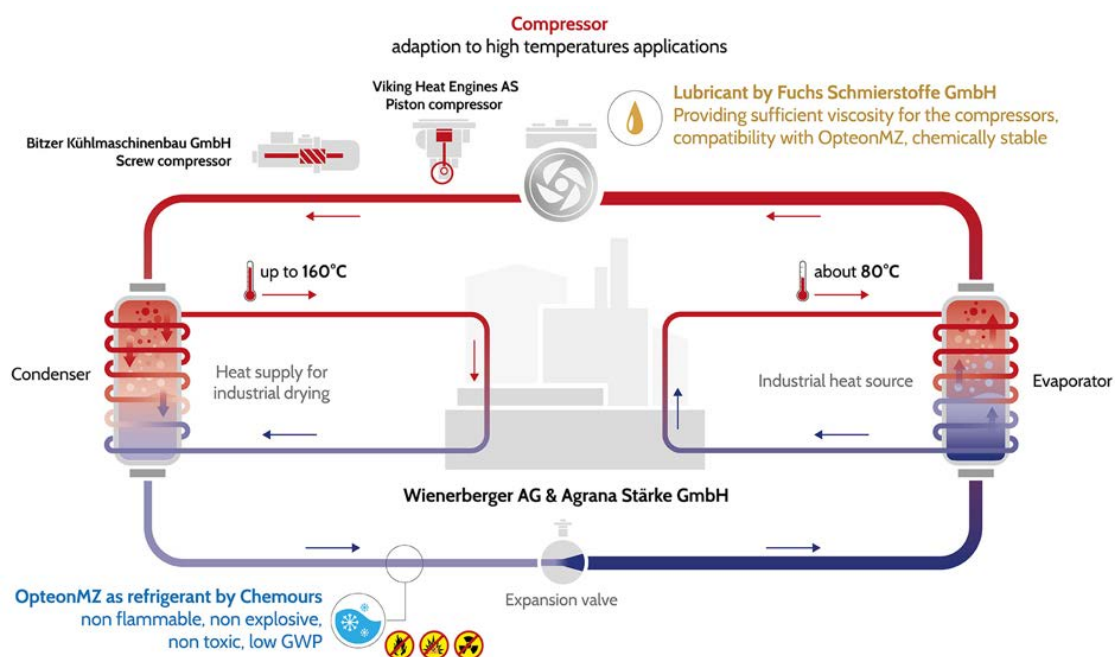 Compressor
adaption to high temperatures applications
Viking Heat Engines AS
Piston compressor
Lubricant by Fuchs Schmierstoffe GmbH
Providing sufficient viscosity for the compressors,
compatibility with OpteonMZ, chemically stable
Bitzer Kühlmaschinenbau GmbH
Screw compressor
up to 160°C
about 80°C
Condenser
Heat supply for
industrial drying
Industrial heat source
Evaporator
Wienerberger AG & Agrana Stärke GmbH
Expansion valve
OpteonMZ as refrigerant by Chemours
non flammable, non explosive,
non toxic, low GWP